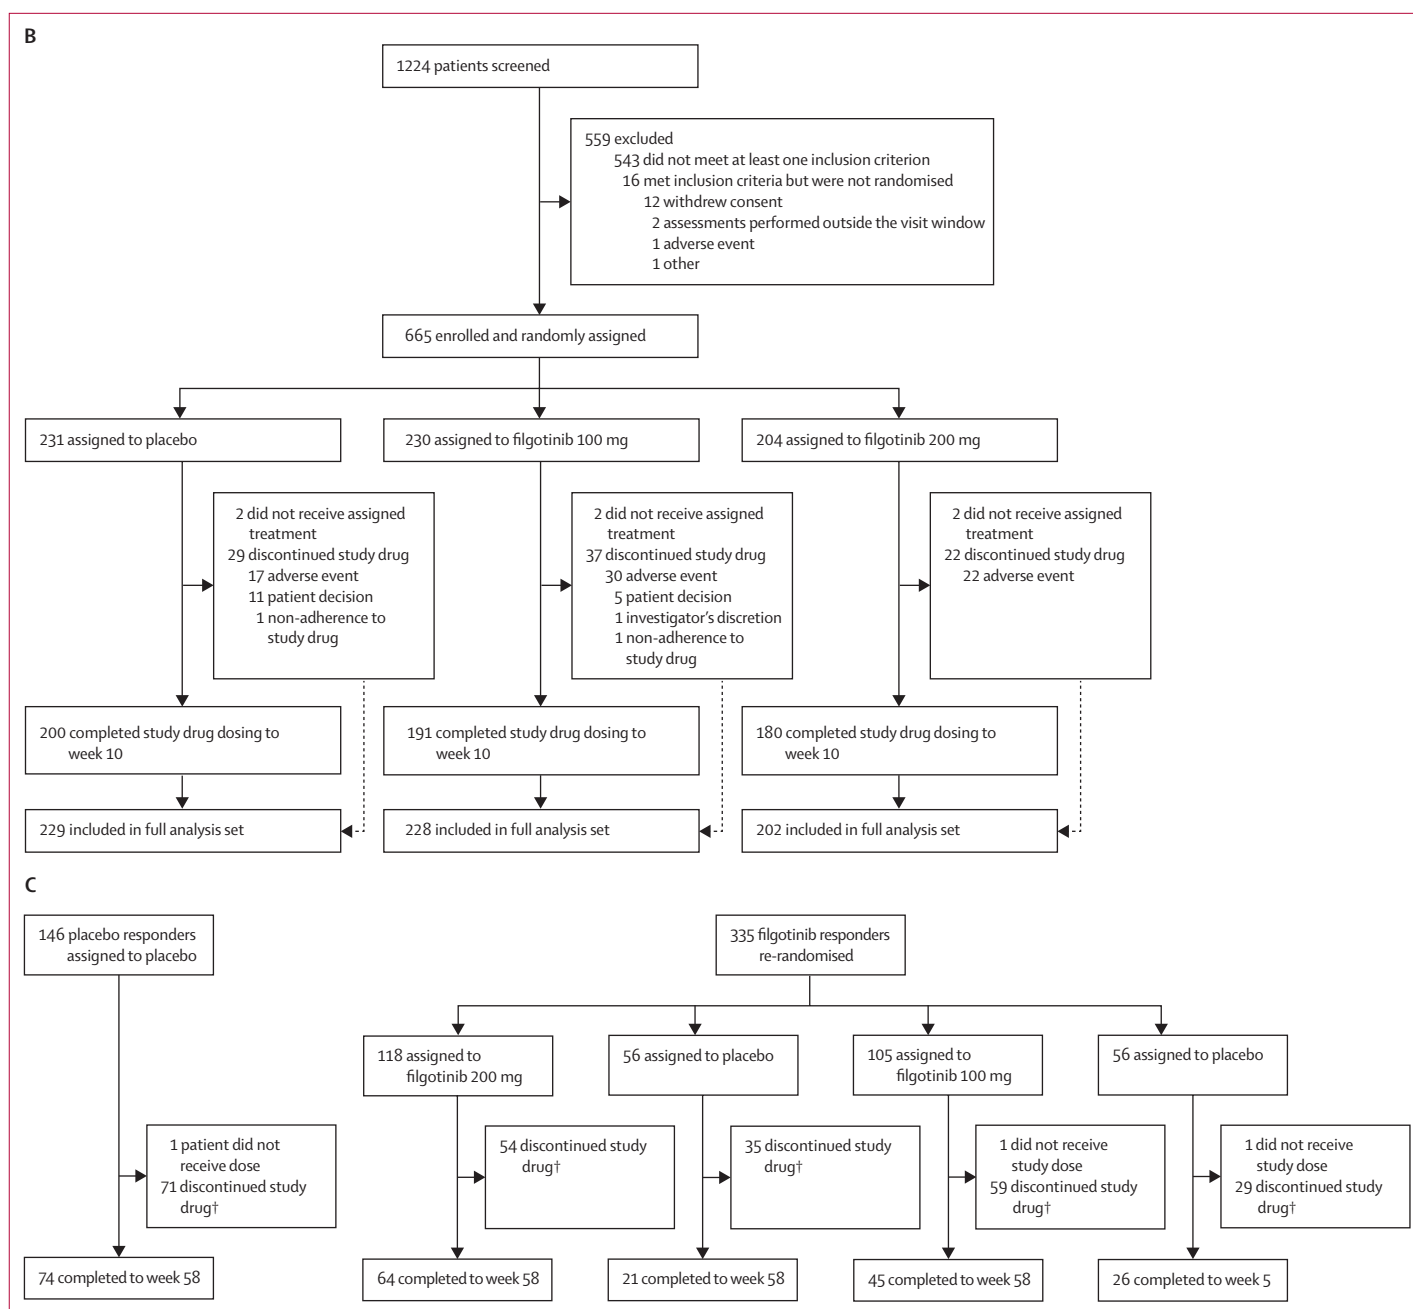 B
1224 patients screened
559 excluded
543 did not meet at least one inclusion criterion
16 met inclusion criteria but were not randomised
12 withdrew consent
2 assessments performed outside the visit window
1 adverse event
1 other
665 enrolled and randomly assigned
231 assigned to placebo
230 assigned to filgotinib 100 mg
204 assigned to filgotinib 200 mg
2 did not receive assigned
treatment
29 discontinued study drug
17 adverse event
11 patient decision
1 non-adherence to
study drug
2 did not receive assigned
treatment
37 discontinued study drug
30 adverse event
5 patient decision
1 investigator's discretion
1 non-adherence to
study drug
2 did not receive assigned
treatment
22 discontinued study drug
22 adverse event
200 completed study drug dosing to
week 10
191 completed study drug dosing to
week 10
180 completed study drug dosing to
week 10
229 included in full analysis set
228 included in full analysis set
202 included in full analysis set
C
146 placebo responders
assigned to placebo
335 filgotinib responders
re-randomised
118 assigned to
filgotinib 200 mg
56 assigned to placebo
105 assigned to
filgotinib 100 mg
56 assigned to placebo
1 patient did not
receive dose
71 discontinued study
drug†
54 discontinued study
drug†
35 discontinued study
drug†
1 did not receive
study dose
59 discontinued study
drug†
1 did not receive
study dose
29 discontinued study
drug†
74 completed to week 58
64 completed to week 58
21 completed to week 58
45 completed to week 58
26 completed to week 5